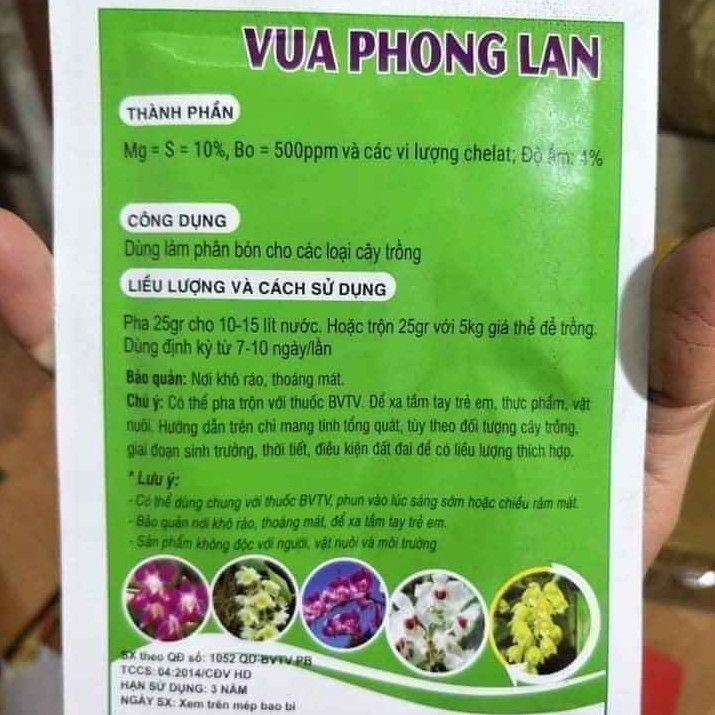 VUA PHONG LAN
THÀNH PHẦN
Mg = S = 10%, Bo = 500ppm và các vi lượng chelat; Độ ẩm: 4%
CÔNG DỤNG
Dùng làm phân bón cho các loại cây trồng
LIỀU LƯỢNG VÀ CÁCH SỬ DỤNG
Pha 25gr cho 10-15 lít nước. Hoặc trộn 25gr với 5kg giá thể để trồng.
Dùng định kỳ từ 7-10 ngày/lần
Bảo quản: Nơi khô ráo, thoáng mát.
Chú ý: Có thể pha trộn với thuốc BVTV. Để xa tầm tay trẻ em, thực phẩm, vật
nuôi. Hướng dẫn trên chỉ mang tính tổng quát, tùy theo đối tượng cây trồng,
giai đoạn sinh trưởng, thời tiết, điều kiện đất đai để có liều lượng thích hợp.
* Lưu ý:
- Có thể dùng chung với thuốc BVTV, phun vào lúc sáng sớm hoặc chiều râm mát.
- Bảo quản nơi khô ráo, thoáng mát, để xa tầm tay trẻ em.
- Sản phẩm không độc với người, vật nuôi và môi trường
SX theo QĐ số: 1052 QD-BVTV-PB
TCCS: 04:2014/CĐV HD
HẠN SỬ DỤNG: 3 NĂM
NGÀY SX: Xem trên mép bao bì